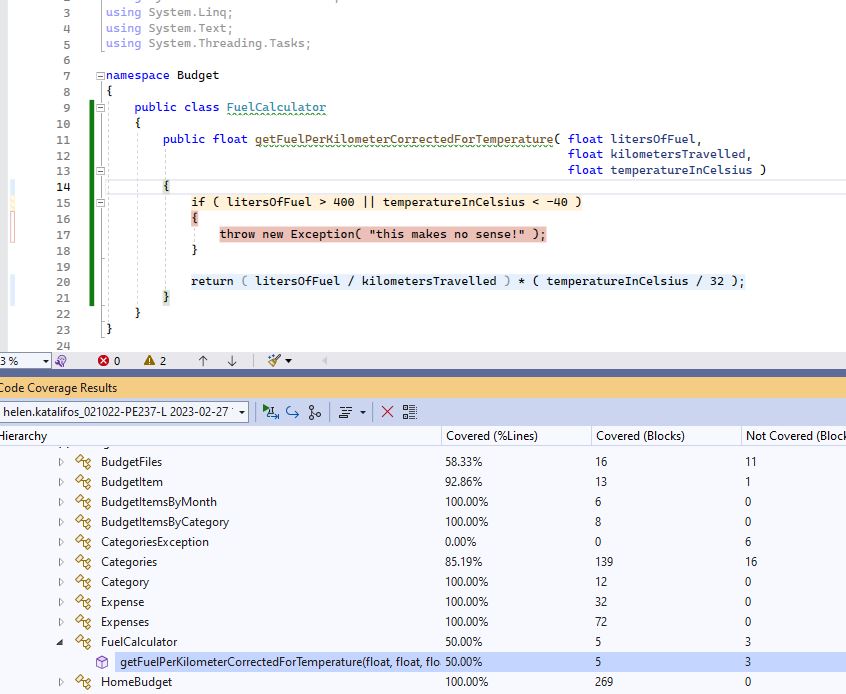 3 using System.Linq;
4 using System.Text;
5 using System.Threading.Tasks;
6
7 namespace Budget
8 {
9 public class FuelCalculator
10 {
11 public float getFuelPerKilometerCorrectedForTemperature( float litersOfFuel,
12 float kilometersTravelled,
13 float temperatureInCelsius )
14 {
15 if ( litersOfFuel > 400 || temperatureInCelsius < -40 )
16 {
17 throw new Exception( "this makes no sense!" );
18 }
19
20 return ( litersOfFuel / kilometersTravelled ) * ( temperatureInCelsius / 32 );
21 }
22 }
23 }
24
3 % 0 2
Code Coverage Results
helen.katalifos_021022-PE237-L 2023-02-27
Hierarchy Covered (%Lines) Covered (Blocks) Not Covered (Block
BudgetFiles 58.33% 16 11
BudgetItem 92.86% 13 1
BudgetItemsByMonth 100.00% 6 0
BudgetItemsByCategory 100.00% 8 0
CategoriesException 0.00% 0 6
Categories 85.19% 139 16
Category 100.00% 12 0
Expense 100.00% 32 0
Expenses 100.00% 72 0
FuelCalculator 50.00% 5 3
getFuelPerKilometerCorrectedForTemperature(float, float, flo 50.00% 5 3
HomeBudget 100.00% 269 0